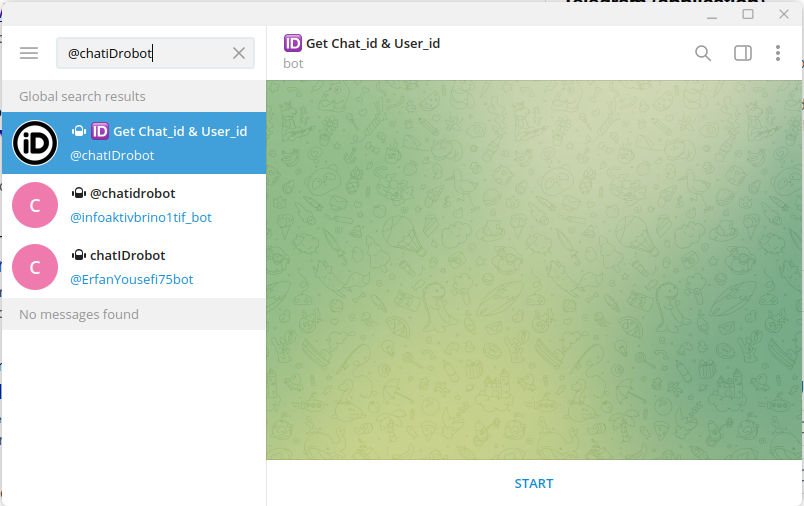 @chatiDrobot
Global search results
iD
🆔 Get Chat_id & User_id
@chatIDrobot
C
@chatidrobot
@infoaktivbrino1tif_bot
C
chatIDrobot
@ErfanYousefi75bot
No messages found
🆔 Get Chat_id & User_id
bot
START